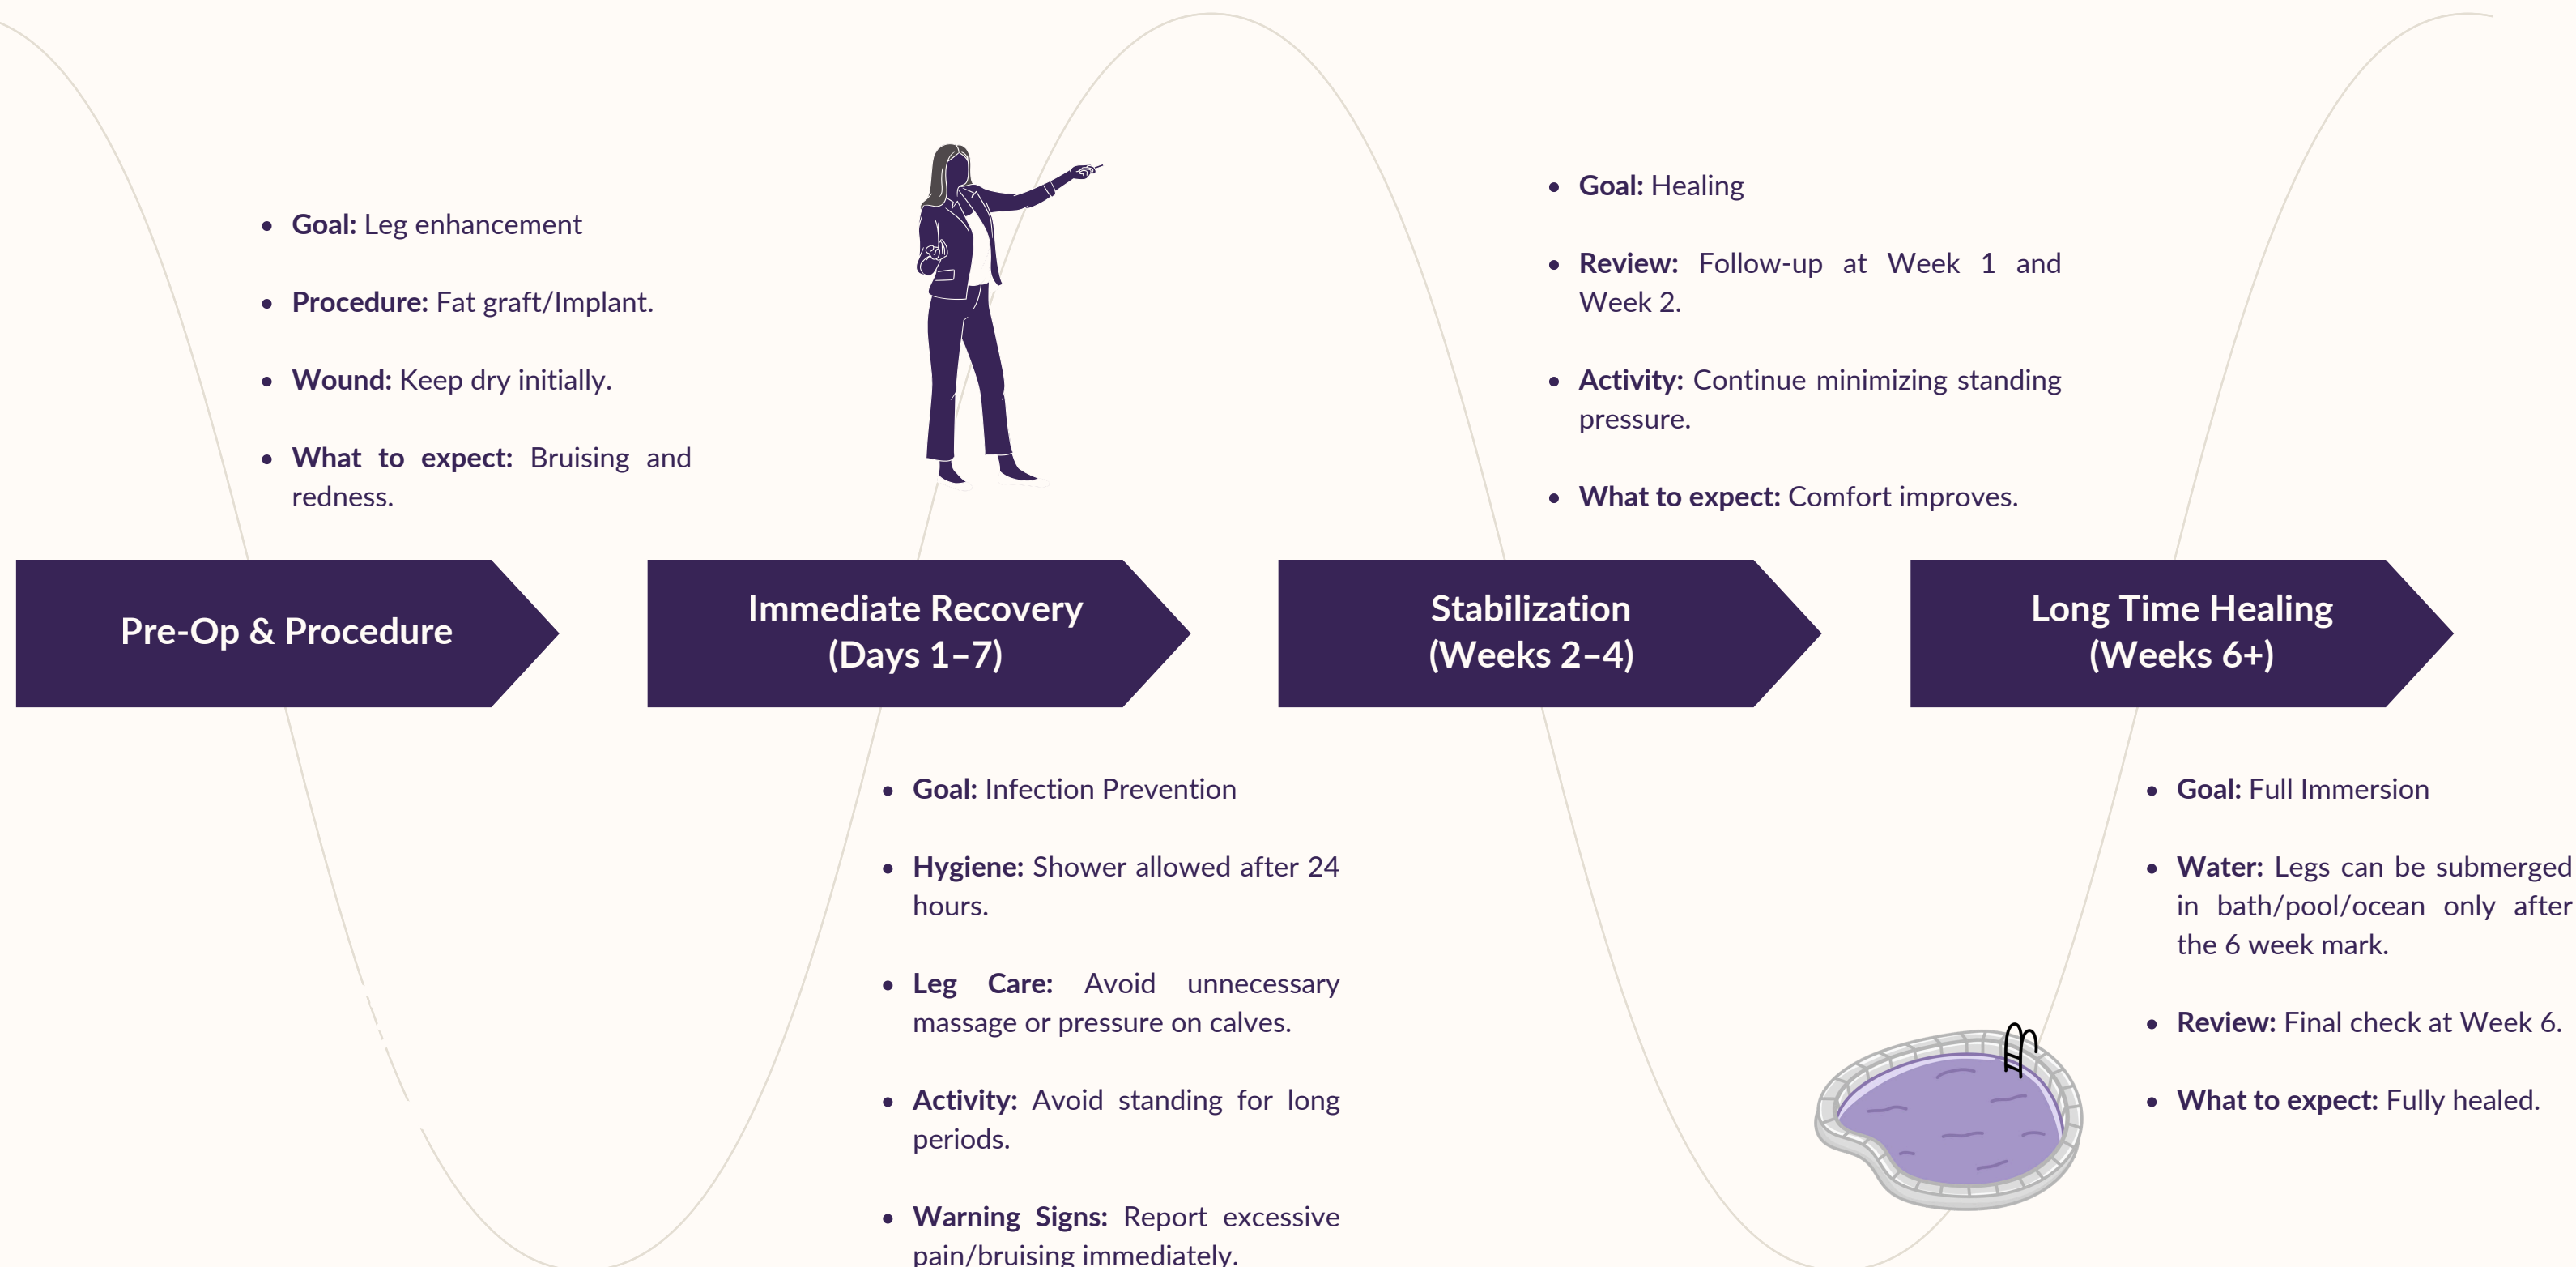 Goal: Leg enhancement
Procedure: Fat graft/Implant.
Wound: Keep dry initially.
What to expect: Bruising and
redness.
Goal: Healing
Review: Follow-up at Week 1 and
Week 2.
Activity: Continue minimizing standing
pressure.
What to expect: Comfort improves.
Pre-Op & Procedure
Immediate Recovery
(Days 1–7)
Stabilization
(Weeks 2–4)
Long Time Healing
(Weeks 6+)
Goal: Infection Prevention
Hygiene: Shower allowed after 24
hours.
Leg Care: Avoid unnecessary
massage or pressure on calves.
Activity: Avoid standing for long
periods.
Warning Signs: Report excessive
pain/bruising immediately.
Goal: Full Immersion
Water: Legs can be submerged
in bath/pool/ocean only after
the 6 week mark.
Review: Final check at Week 6.
What to expect: Fully healed.